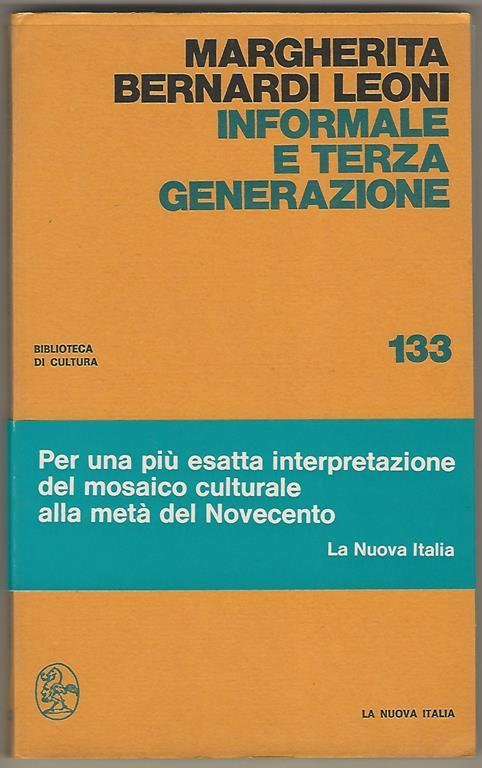 MARGHERITA
BERNARDI LEONI
INFORMALE
E TERZA
GENERAZIONE
BIBLIOTECA
DI CULTURA
133
Per una più esatta interpretazione
del mosaico culturale
alla metà del Novecento
La Nuova Italia
LA NUOVA ITALIA